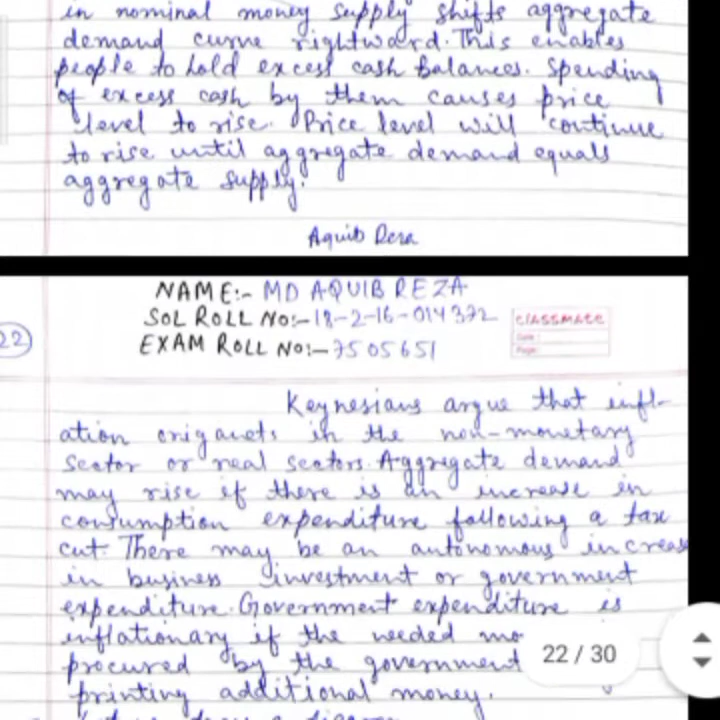 in nominal money supply shifts aggregate
demand curve rightward. This enables
people to hold excess cash balances. Spending
of excess cash by them causes price
level to rise. Price level will continue
to rise until aggregate demand equals
aggregate supply.
Aquib Reza
NAME:- MD AQUIB REZA
SOL ROLL NO:- 18-2-16-014372
CLASSMATE
Date :
Page:
22
EXAM ROLL NO:- 7505651
Keynesians argue that infl-
ation origanets in the non-monetary
sector or real sectors. Aggregate demand
may rise if there is an increase in
consumption expenditure following a tax
cut. There may be an autonomous increas
in business investment or government
expenditure. Government expenditure is
inflationary if the needed mo
procured by the government
22 / 30
printing additional money.